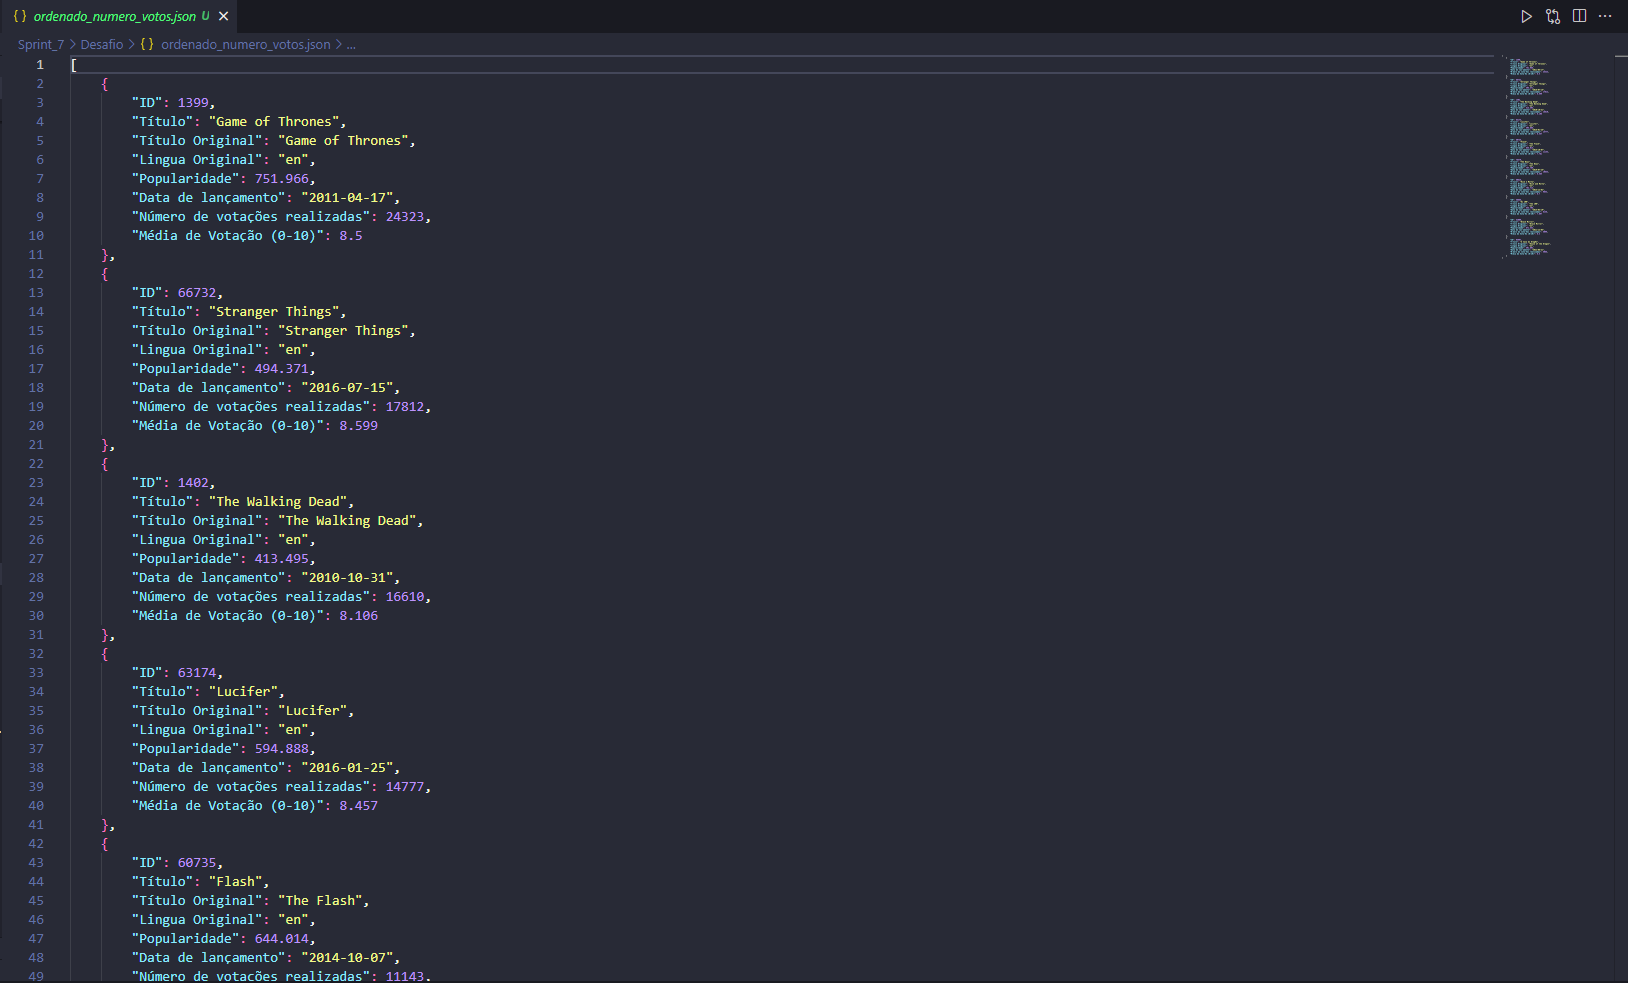 { } ordenado_numero_votos.json U ×
Sprint_7 > Desafio > { } ordenado_numero_votos.json > ...
1 [
2 {
3 "ID": 1399,
4 "Título": "Game of Thrones",
5 "Título Original": "Game of Thrones",
6 "Lingua Original": "en",
7 "Popularidade": 751.966,
8 "Data de lançamento": "2011-04-17",
9 "Número de votações realizadas": 24323,
10 "Média de Votação (0-10)": 8.5
11 },
12 {
13 "ID": 66732,
14 "Título": "Stranger Things",
15 "Título Original": "Stranger Things",
16 "Lingua Original": "en",
17 "Popularidade": 494.371,
18 "Data de lançamento": "2016-07-15",
19 "Número de votações realizadas": 17812,
20 "Média de Votação (0-10)": 8.599
21 },
22 {
23 "ID": 1402,
24 "Título": "The Walking Dead",
25 "Título Original": "The Walking Dead",
26 "Lingua Original": "en",
27 "Popularidade": 413.495,
28 "Data de lançamento": "2010-10-31",
29 "Número de votações realizadas": 16610,
30 "Média de Votação (0-10)": 8.106
31 },
32 {
33 "ID": 63174,
34 "Título": "Lucifer",
35 "Título Original": "Lucifer",
36 "Lingua Original": "en",
37 "Popularidade": 594.888,
38 "Data de lançamento": "2016-01-25",
39 "Número de votações realizadas": 14777,
40 "Média de Votação (0-10)": 8.457
41 },
42 {
43 "ID": 60735,
44 "Título": "Flash",
45 "Título Original": "The Flash",
46 "Lingua Original": "en",
47 "Popularidade": 644.014,
48 "Data de lançamento": "2014-10-07",
49 "Número de votações realizadas": 11143,